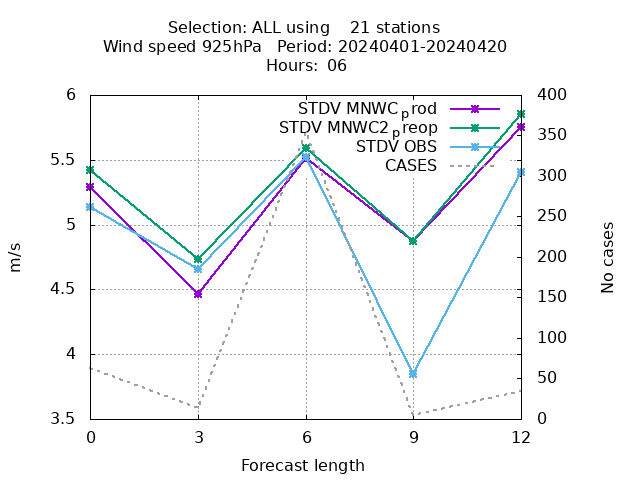 Selection: ALL using 21 stations
Wind speed 925hPa Period: 20240401-20240420
Hours: 06
STDV MNWC_prod
STDV MNWC2_preop
STDV OBS
CASES
6
5.5
5
4.5
4
3.5
m/s
400
350
300
250
200
150
100
50
0
No cases
0 3 6 9 12
Forecast length